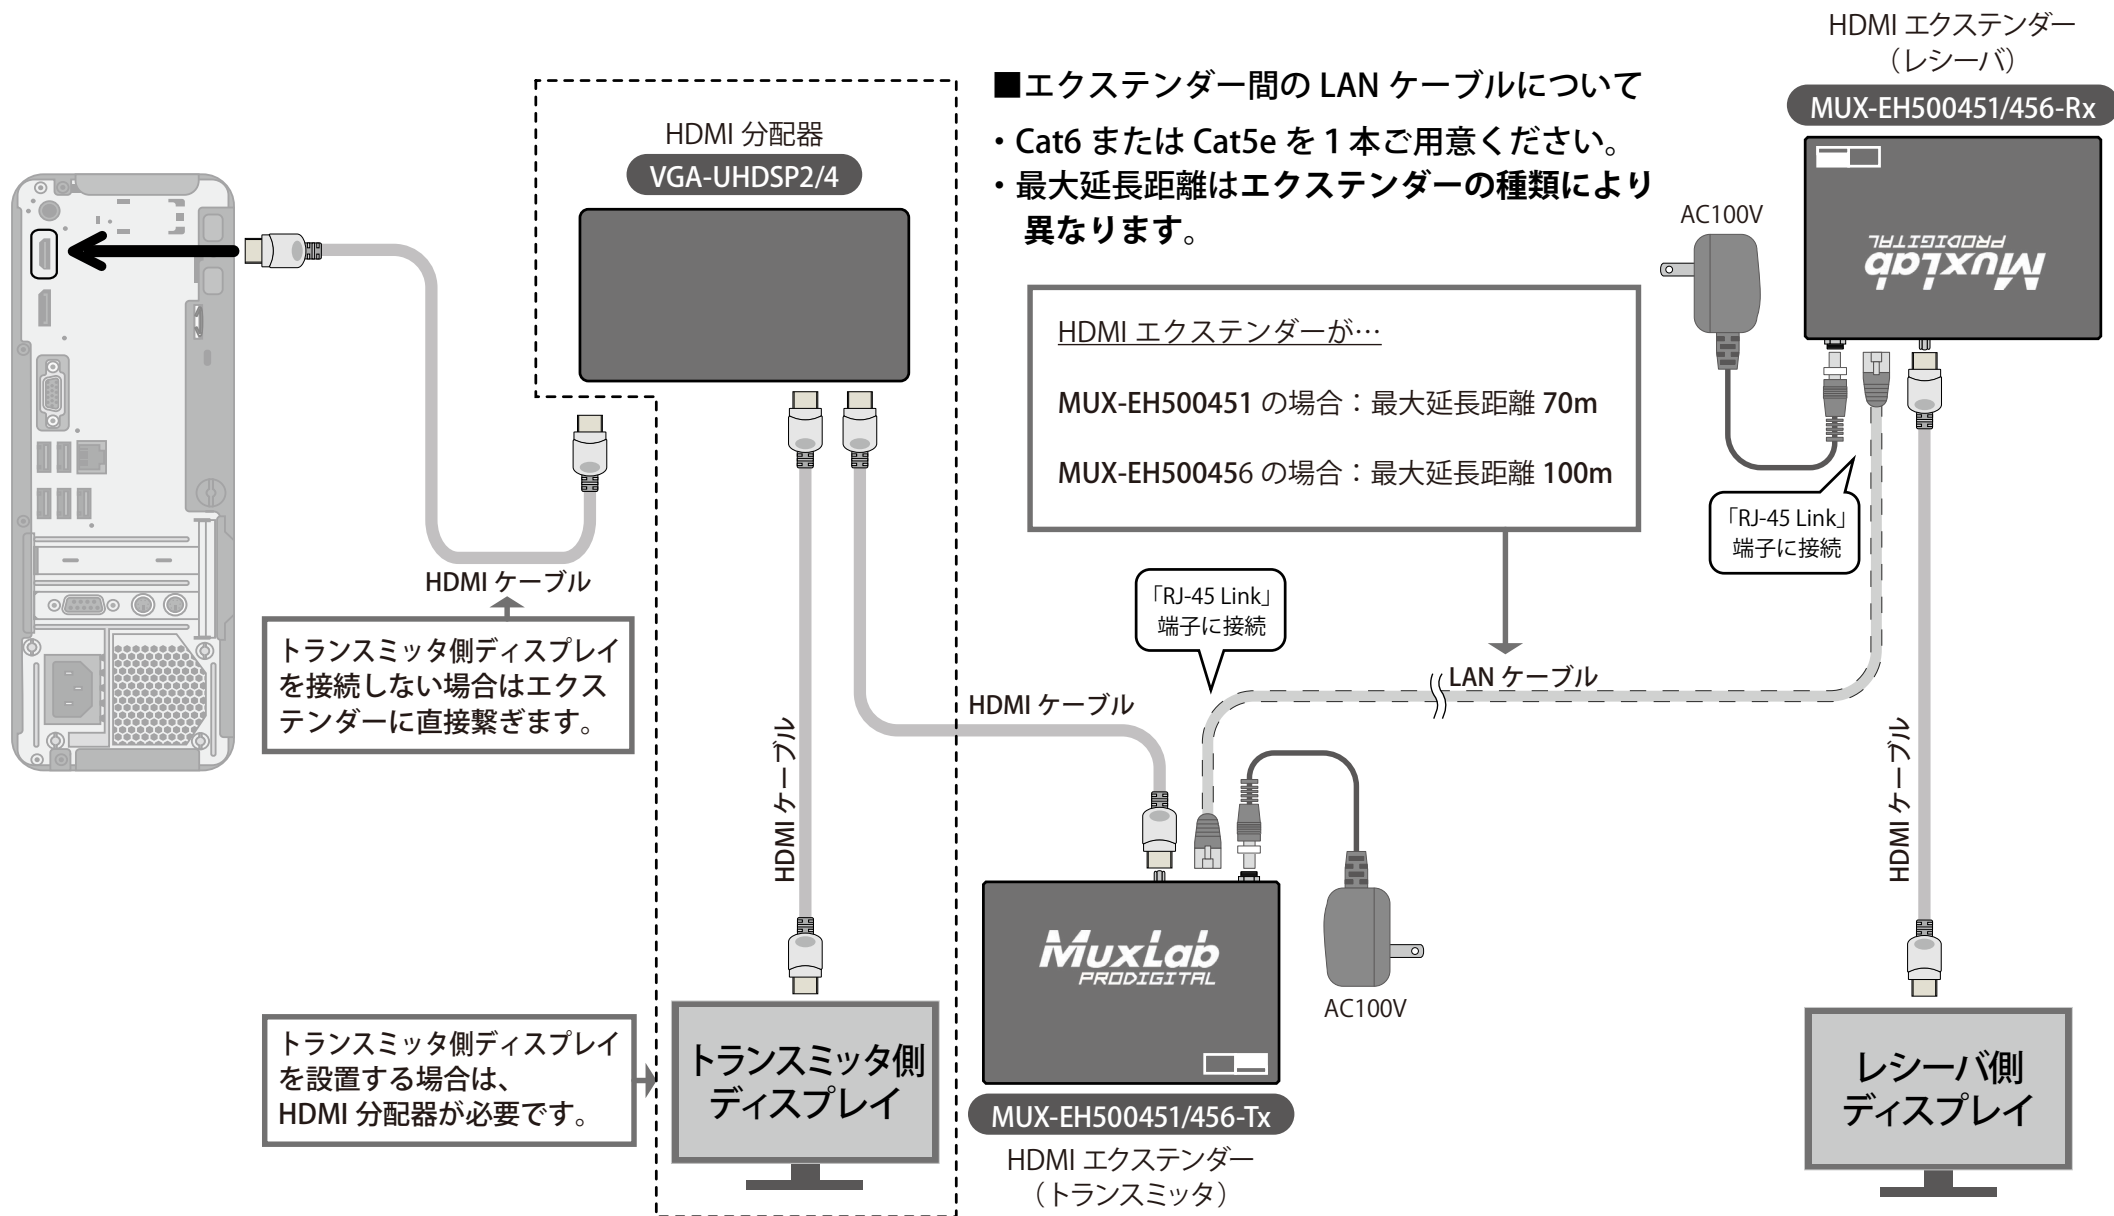 HDMI エクステンダー
（レシーバ）
MUX-EH500451/456-Rx
■エクステンダー間の LAN ケーブルについて
・Cat6 または Cat5e を 1 本ご用意ください。
・最大延長距離はエクステンダーの種類により
異なります。
HDMI 分配器
VGA-UHDSP2/4
AC100V
MuxLab
PRODIGITAL
HDMI エクステンダーが…
MUX-EH500451 の場合：最大延長距離 70m
MUX-EH500456 の場合：最大延長距離 100m
「RJ-45 Link」
端子に接続
HDMI ケーブル
「RJ-45 Link」
端子に接続
トランスミッタ側ディスプレイ
を接続しない場合はエクス
テンダーに直接繋ぎます。
LAN ケーブル
HDMI ケーブル
HDMI ケーブル
HDMI ケーブル
MuxLab
PRODIGITAL
AC100V
トランスミッタ側ディスプレイ
を設置する場合は、
HDMI 分配器が必要です。
トランスミッタ側
ディスプレイ
レシーバ側
ディスプレイ
MUX-EH500451/456-Tx
HDMI エクステンダー
（トランスミッタ）